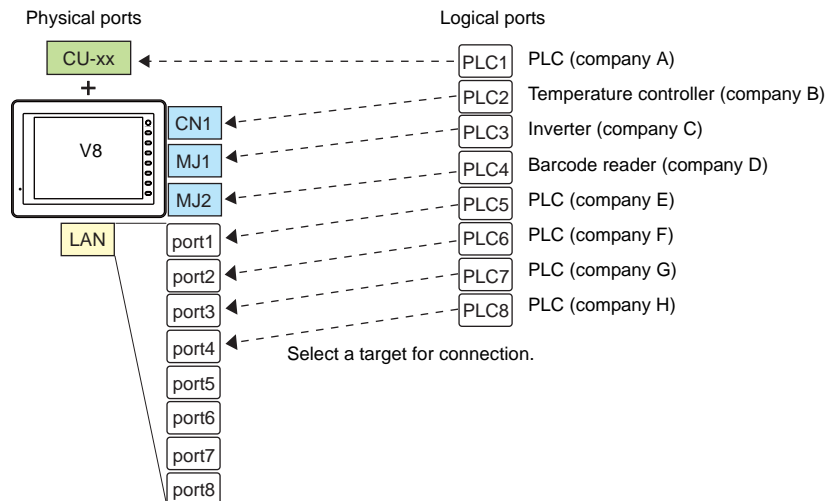 Physical ports
Logical ports
CU-xx
PLC1 PLC (company A)
+
PLC2 Temperature controller (company B)
CN1
PLC3 Inverter (company C)
V8
MJ1
PLC4 Barcode reader (company D)
MJ2
PLC5 PLC (company E)
LAN
port1
PLC6 PLC (company F)
port2
PLC7 PLC (company G)
port3
PLC8 PLC (company H)
port4
Select a target for connection.
port5
port6
port7
port8